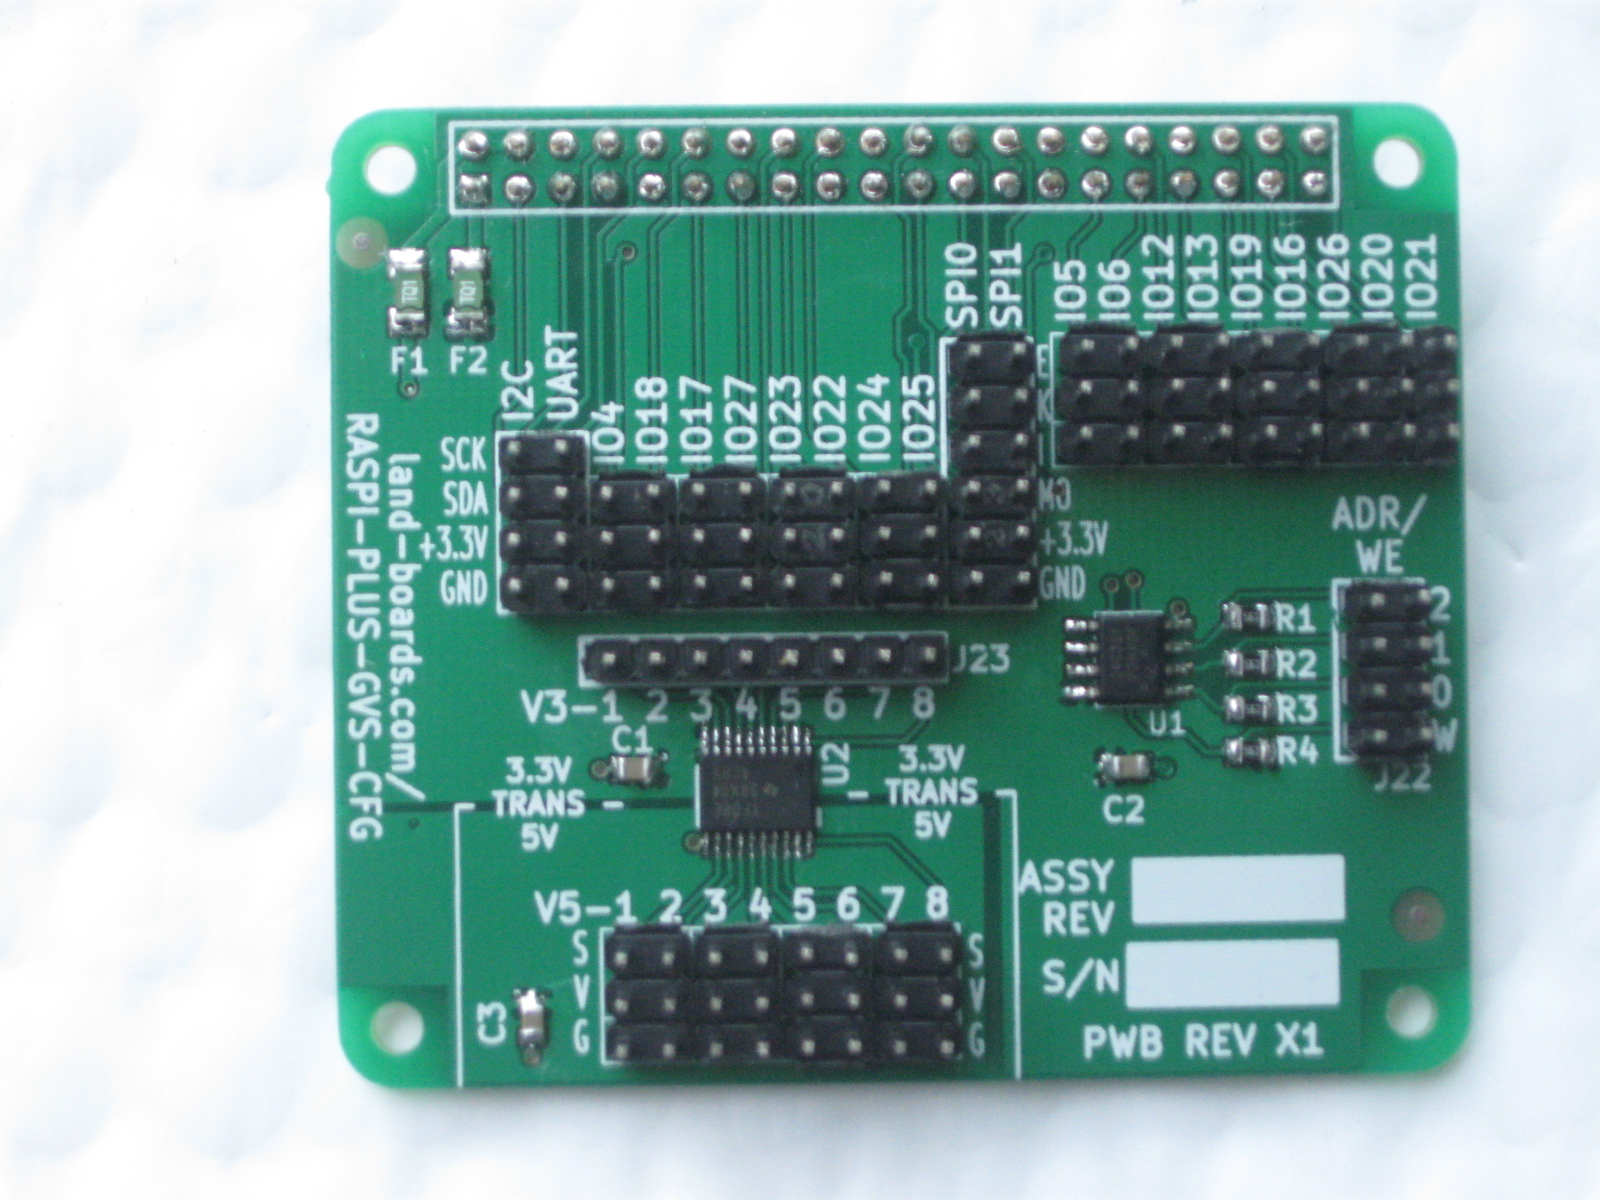 IO21
IO20
IO26
IO16
IO19
IO13
IO12
IO6
IO5
SPI1
SPI0
+3.3V
GND
IO25
IO24
IO22
IO23
IO27
IO17
IO18
IO4
UART
I2C
SCK
SDA
+3.3V
GND
F2
F1
TQ1
TQ1
ADR/
WE
2 1 0 W
J22
R1
R2
R3
R4
U1
C2
ASSY
REV
S/N
PWB REV X1
J23
8
7
6
5
4
3
2
V3-1
3.3V
TRANS
5V
U2
C1
3.3V
TRANS
5V
S V G
8
7
6
5
4
3
2
V5-1
S V G
C3
land-boards.com/
RASPI-PLUS-GVS-CFG